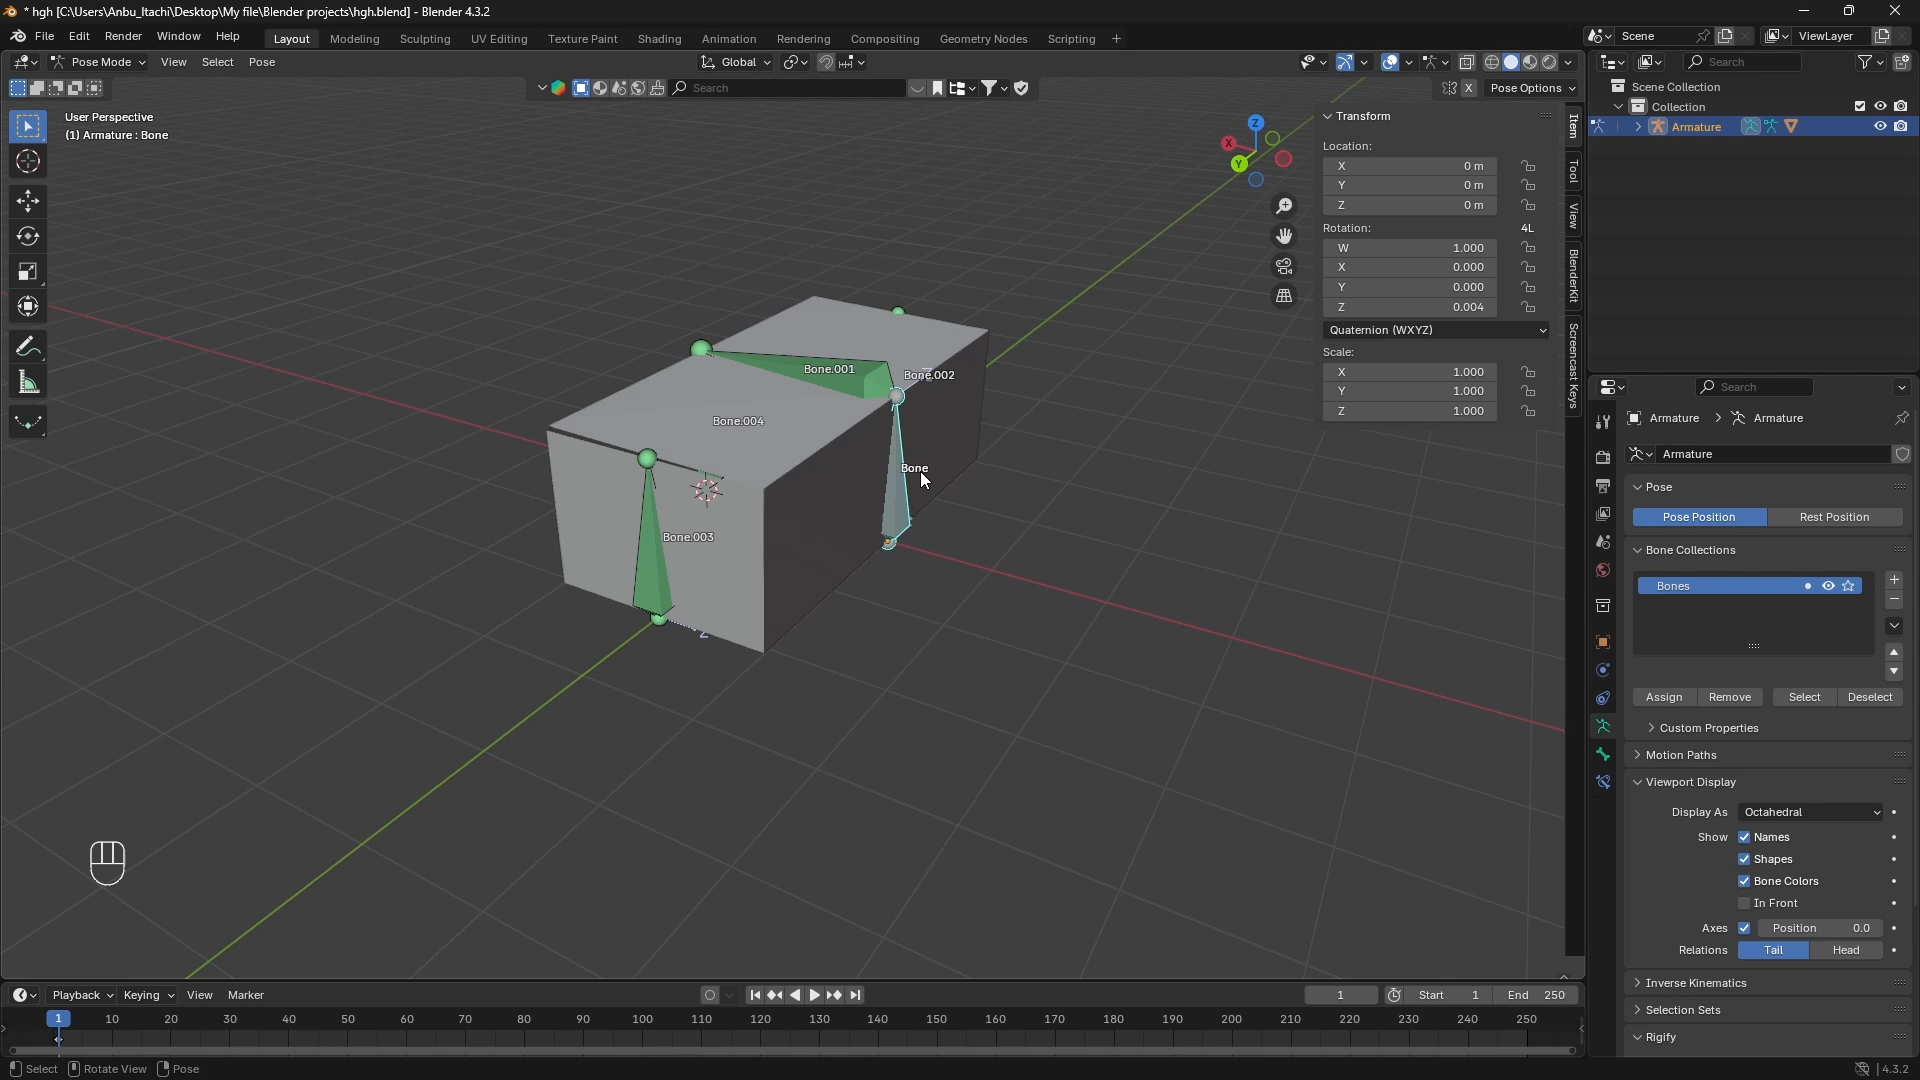 * hgh [C:\Users\Anbu_Itachi\Desktop\My file\Blender projects\hgh.blend] - Blender 4.3.2
File Edit Render Window Help Layout Modeling Sculpting UV Editing Texture Paint Shading Animation Rendering Compositing Geometry Nodes Scripting + Scene ViewLayer
Pose Mode View Select Pose Global Search
Search X Pose Options
Scene Collection
Collection
Armature
User Perspective
(1) Armature : Bone
X Y Z
Transform
Location:
X 0 m
Y 0 m
Z 0 m
Rotation: 4L
W 1.000
X 0.000
Y 0.000
Z 0.004
Quaternion (WXYZ)
Scale:
X 1.000
Y 1.000
Z 1.000
Item
Tool
View
BlenderKit
Screencast Keys
Bone.001
Bone.002
Bone.004
Bone
Bone.003
Z
Search
Armature > Armature
Armature
Pose
Pose Position Rest Position
Bone Collections
Bones
Assign Remove Select Deselect
Custom Properties
Motion Paths
Viewport Display
Display As Octahedral
Show Names
Shapes
Bone Colors
In Front
Axes Position 0.0
Relations Tail Head
Inverse Kinematics
Selection Sets
Rigify
Playback Keying View Marker 1 Start 1 End 250
1 10 20 30 40 50 60 70 80 90 100 110 120 130 140 150 160 170 180 190 200 210 220 230 240 250
Select Rotate View Pose 4.3.2